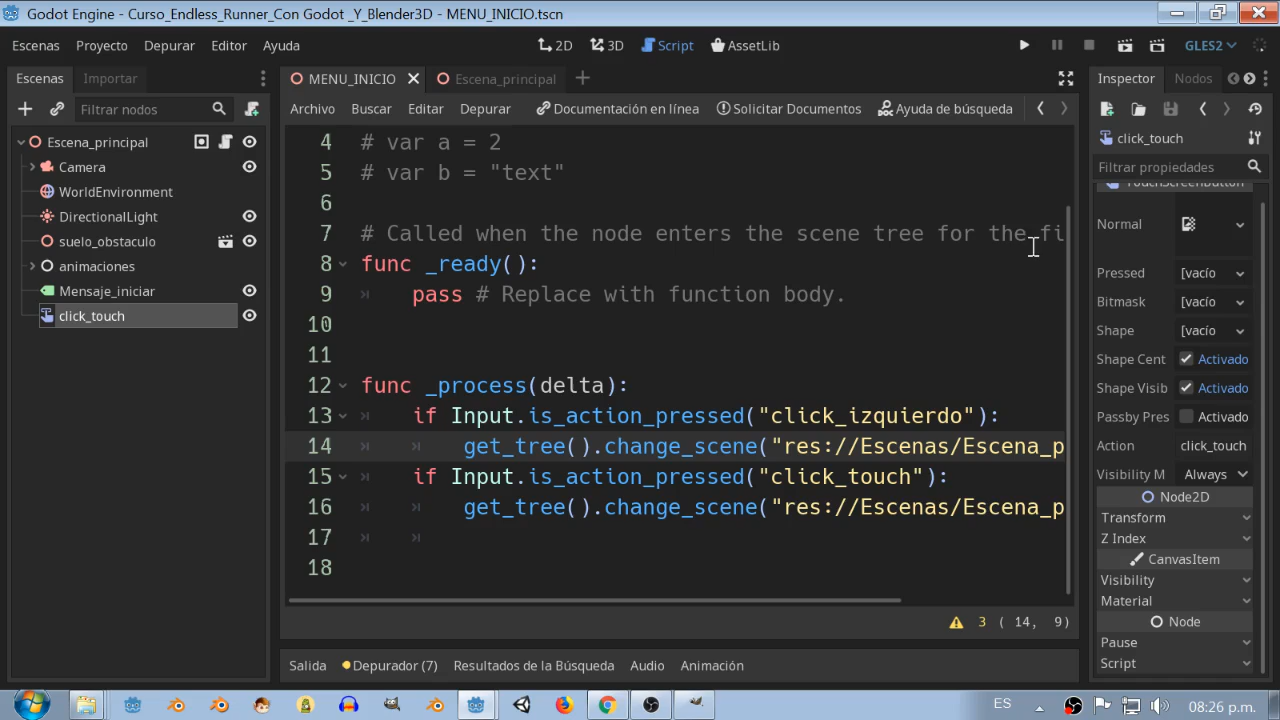 Godot Engine - Curso_Endless_Runner_Con Godot _Y_Blender3D - MENU_INICIO.tscn
Escenas Proyecto Depurar Editor Ayuda 2D 3D Script AssetLib GLES2
Escenas Importar
Filtrar nodos
Escena_principal
Camera
WorldEnvironment
DirectionalLight
suelo_obstaculo
animaciones
Mensaje_iniciar
click_touch
MENU_INICIO Escena_principal
Archivo Buscar Editar Depurar Documentación en línea Solicitar Documentos Ayuda de búsqueda
4 # var a = 2
5 # var b = "text"
6
7 # Called when the node enters the scene tree for the fi
8 func _ready():
9 pass # Replace with function body.
10
11
12 func _process(delta):
13 if Input.is_action_pressed("click_izquierdo"):
14 get_tree().change_scene("res://Escenas/Escena_p
15 if Input.is_action_pressed("click_touch"):
16 get_tree().change_scene("res://Escenas/Escena_p
17
18
3 ( 14, 9)
Salida Depurador (7) Resultados de la Búsqueda Audio Animación
Inspector Nodos
click_touch
Filtrar propiedades
TouchScreenButton
Normal
Pressed [vacío
Bitmask [vacío
Shape [vacío
Shape Cent Activado
Shape Visib Activado
Passby Pres Activado
Action click_touch
Visibility M Always
Node2D
Transform
Z Index
CanvasItem
Visibility
Material
Node
Pause
Script
ES 08:26 p.m.